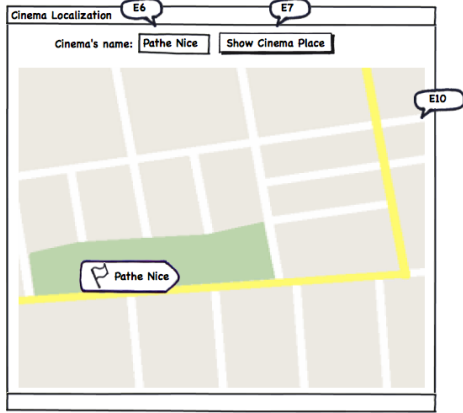 E6
E7
Cinema Localization
Cinema's name: Pathe Nice Show Cinema Place
E10
Pathe Nice